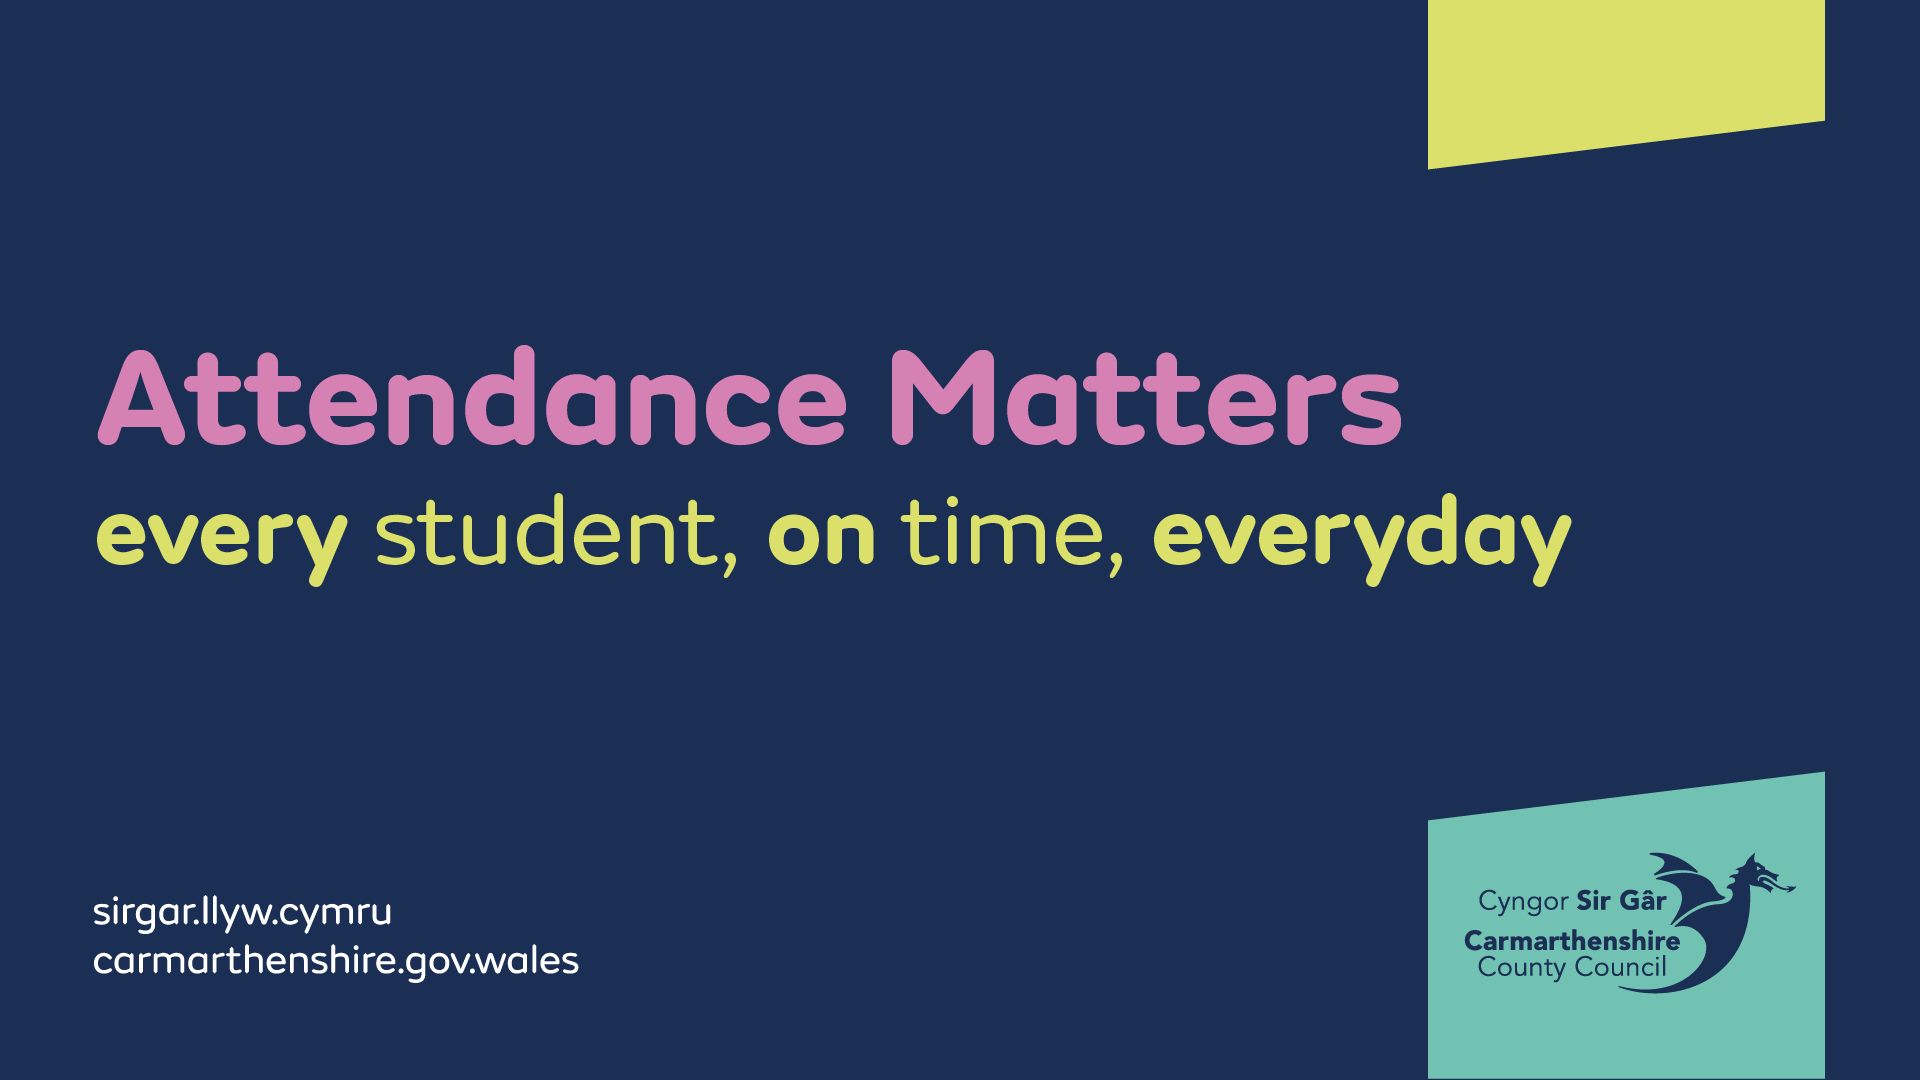 Attendance Matters
every student, on time, everyday
sirgar.llyw.cymru
carmarthenshire.gov.wales
Cyngor Sir Gâr
Carmarthenshire
County Council